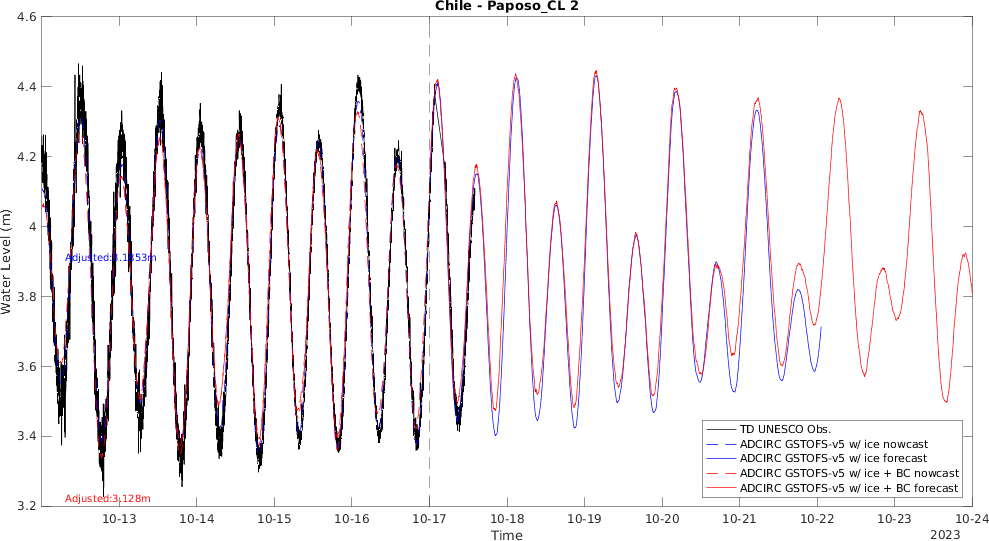 Chile - Paposo_CL 2
4.6
4.4
4.2
4
3.8
3.6
3.4
3.2
Water Level (m)
Adjusted:3.1353m
Adjusted:3.128m
TD UNESCO Obs.
ADCIRC GSTOFS-v5 w/ ice nowcast
ADCIRC GSTOFS-v5 w/ ice forecast
ADCIRC GSTOFS-v5 w/ ice + BC nowcast
ADCIRC GSTOFS-v5 w/ ice + BC forecast
10-13 10-14 10-15 10-16 10-17 10-18 10-19 10-20 10-21 10-22 10-23 10-24
Time
2023